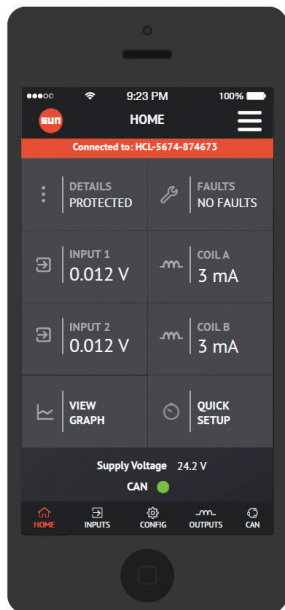 9:23 PM
100%
sun
HOME
Connected to: HCL-5674-874673
DETAILS
PROTECTED
FAULTS
NO FAULTS
INPUT 1
0.012 V
COIL A
3 mA
INPUT 2
0.012 V
COIL B
3 mA
VIEW
GRAPH
QUICK
SETUP
Supply Voltage 24.2 V
CAN
HOME INPUTS CONFIG OUTPUTS CAN